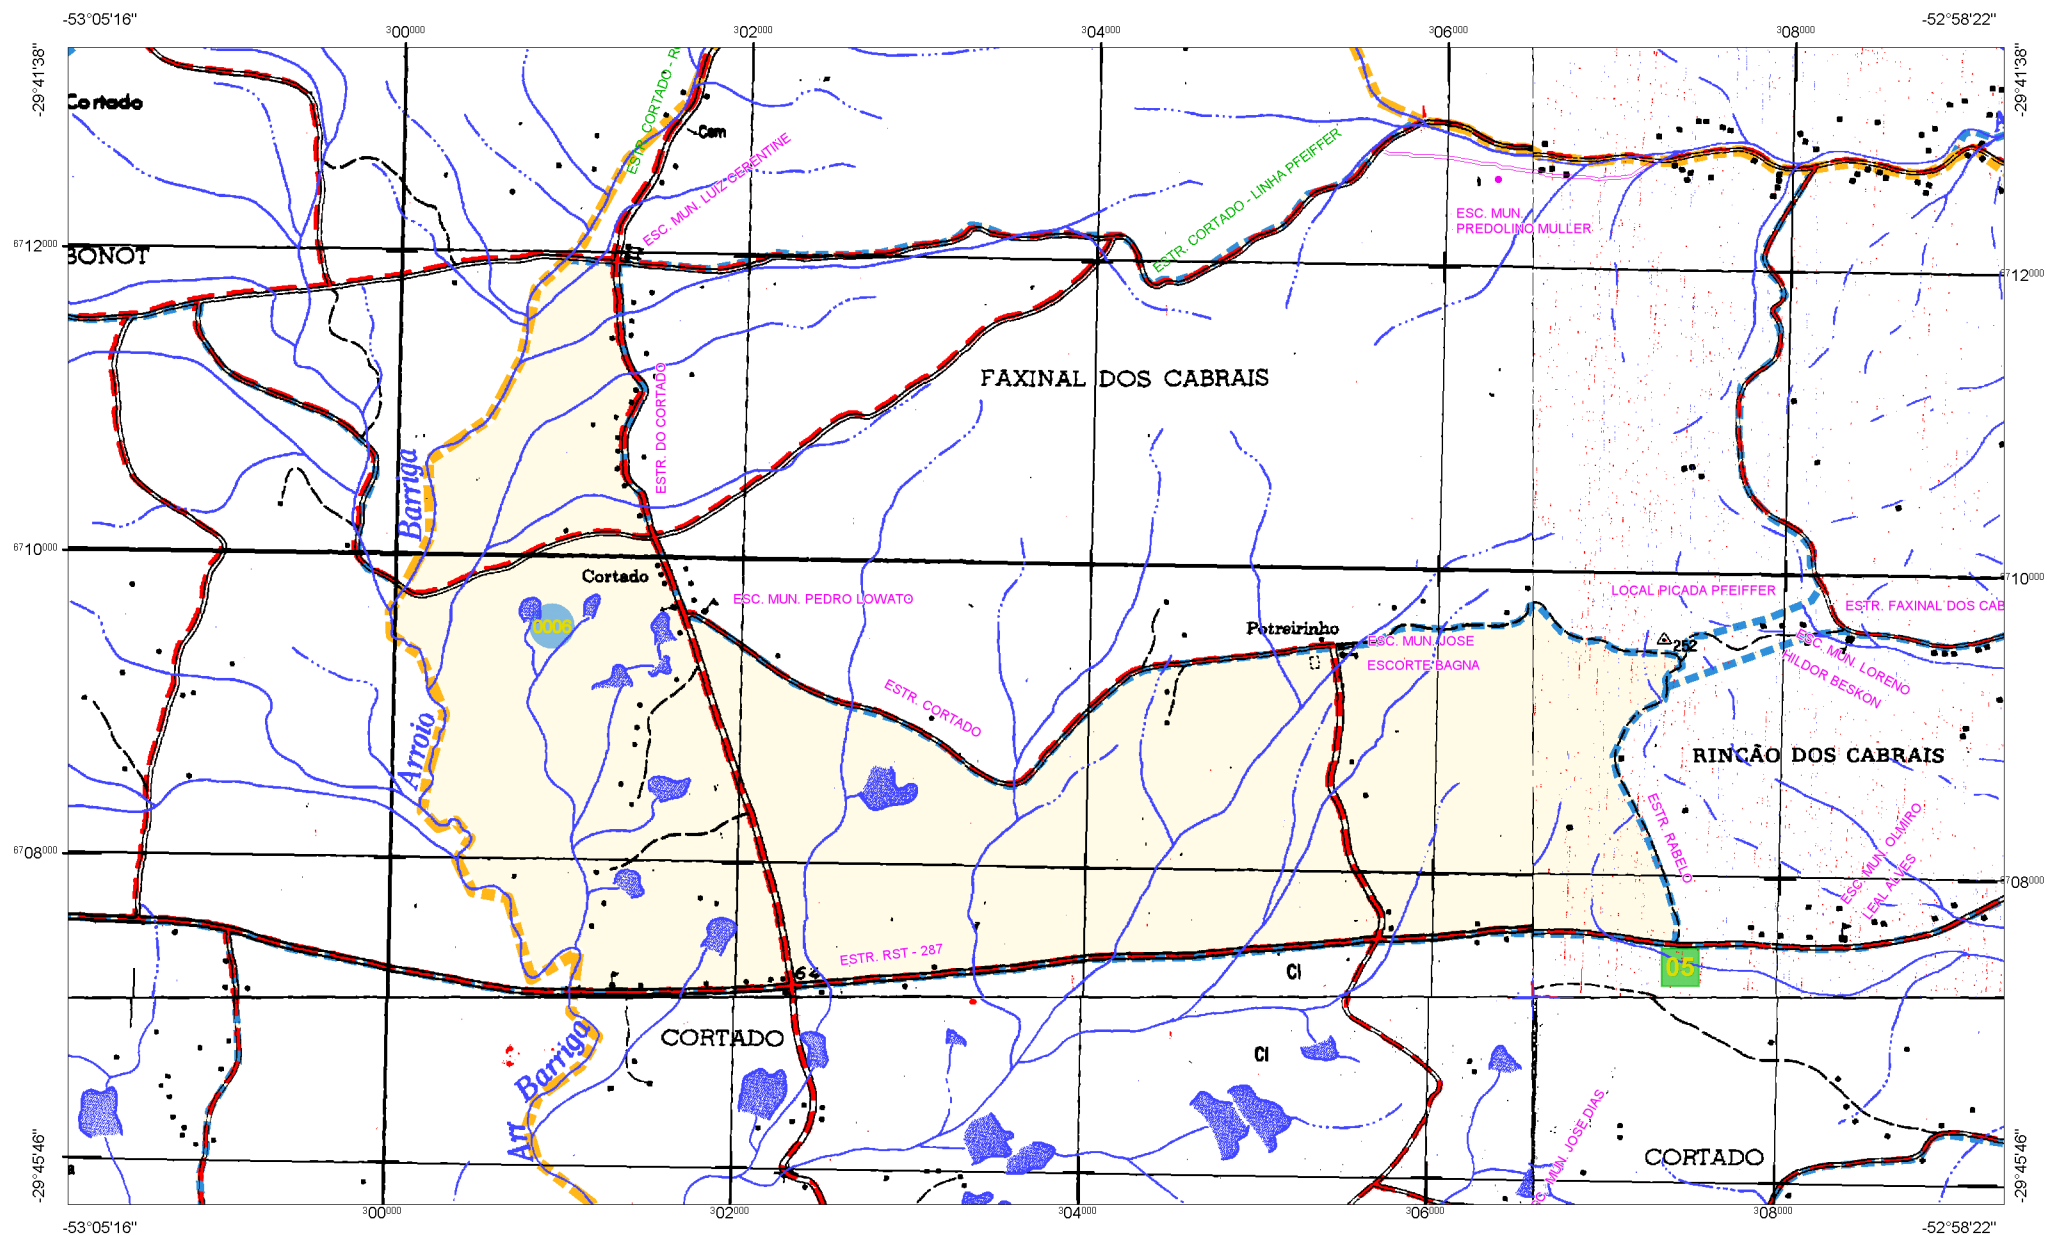 -53°05'16"
-52°58'22"
300000
302000
304000
306000
308000
-29°41'38"
-29°41'38"
Cortado
ESTR. CORTADO - R
Cem
ESC. MUN. LUIZ CERENTINE
ESTR. CORTADO - LINHA PFEIFFER
ESC. MUN.
PREDOLINO MULLER
A
6712000
BONOT
6712000
FAXINAL DOS CABRAIS
ESTR. DO CORTADO
Barriga
6710000
6710000
Cortado
ESC. MUN. PEDRO LOWATO
LOCAL PICADA PFEIFFER
ESTR. FAXINAL DOS CAB
0006
Potreirinho
ESC. MUN. JOSE
ESCORTE BAGNA
252
ESC. MUN. LORENO
HILDOR BESKON
ESTR. CORTADO
Arroio
RINCÃO DOS CABRAIS
ESTR. RABELO
ESC. MUN. OLMIRO
LEAL ALVES
6708000
6708000
ESTR. RST - 287
64
CI
05
CORTADO
Barriga
CI
Arr
MUN. JOSE DIAS
CORTADO
-29°45'46"
-29°45'46"
300000
302000
304000
306000
308000
-53°05'16"
-52°58'22"